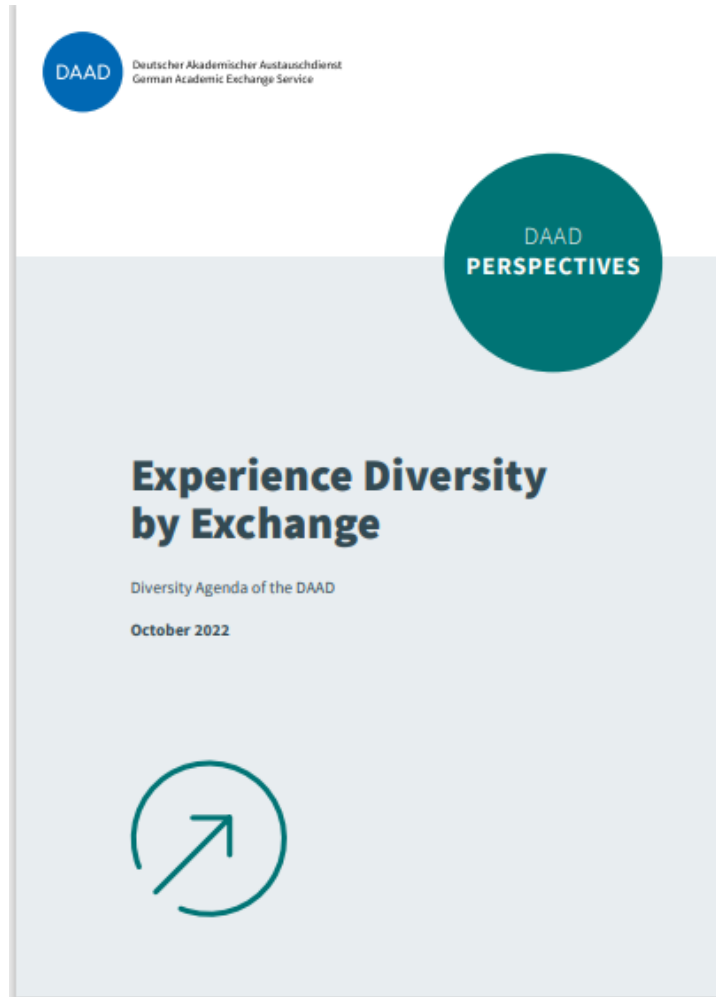 DAAD
Deutscher Akademischer Austauschdienst
German Academic Exchange Service
DAAD
PERSPECTIVES
Experience Diversity
by Exchange
Diversity Agenda of the DAAD
October 2022